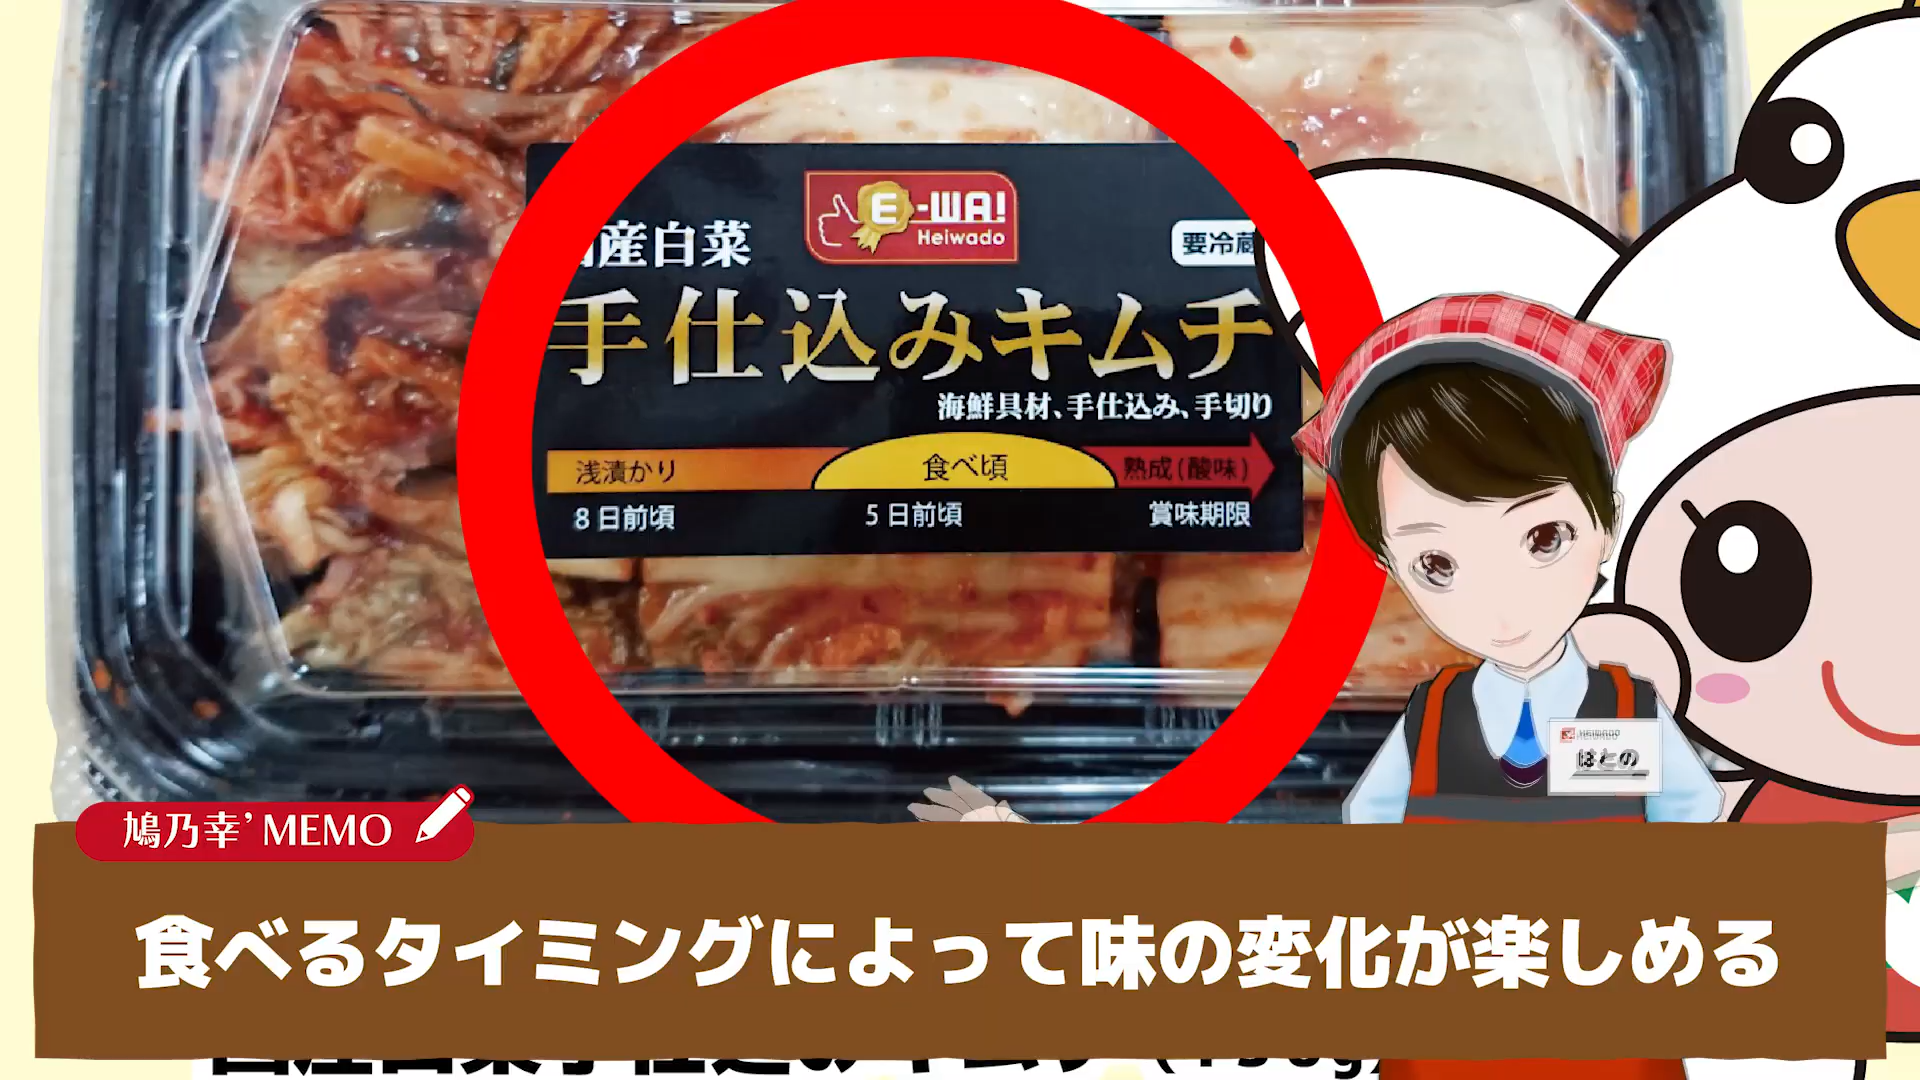 E-WA!
Heiwado
産白菜
要冷蔵
手仕込みキムチ
海鮮具材、手仕込み、手切り
浅漬かり
食べ頃
熟成(酸味)
8日前頃
5日前頃
賞味期限
HEIWADO
はとの
鳩乃幸’MEMO
食べるタイミングによって味の変化が楽しめる